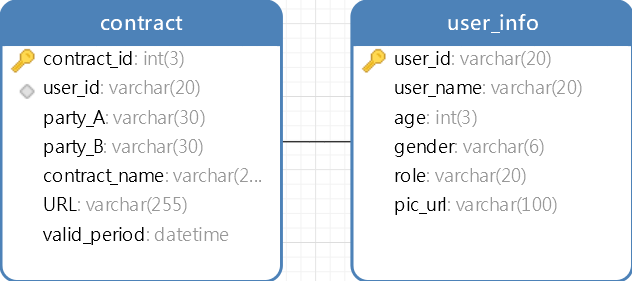 contract
contract_id: int(3)
user_id: varchar(20)
party_A: varchar(30)
party_B: varchar(30)
contract_name: varchar(2...
URL: varchar(255)
valid_period: datetime
user_info
user_id: varchar(20)
user_name: varchar(20)
age: int(3)
gender: varchar(6)
role: varchar(20)
pic_url: varchar(100)